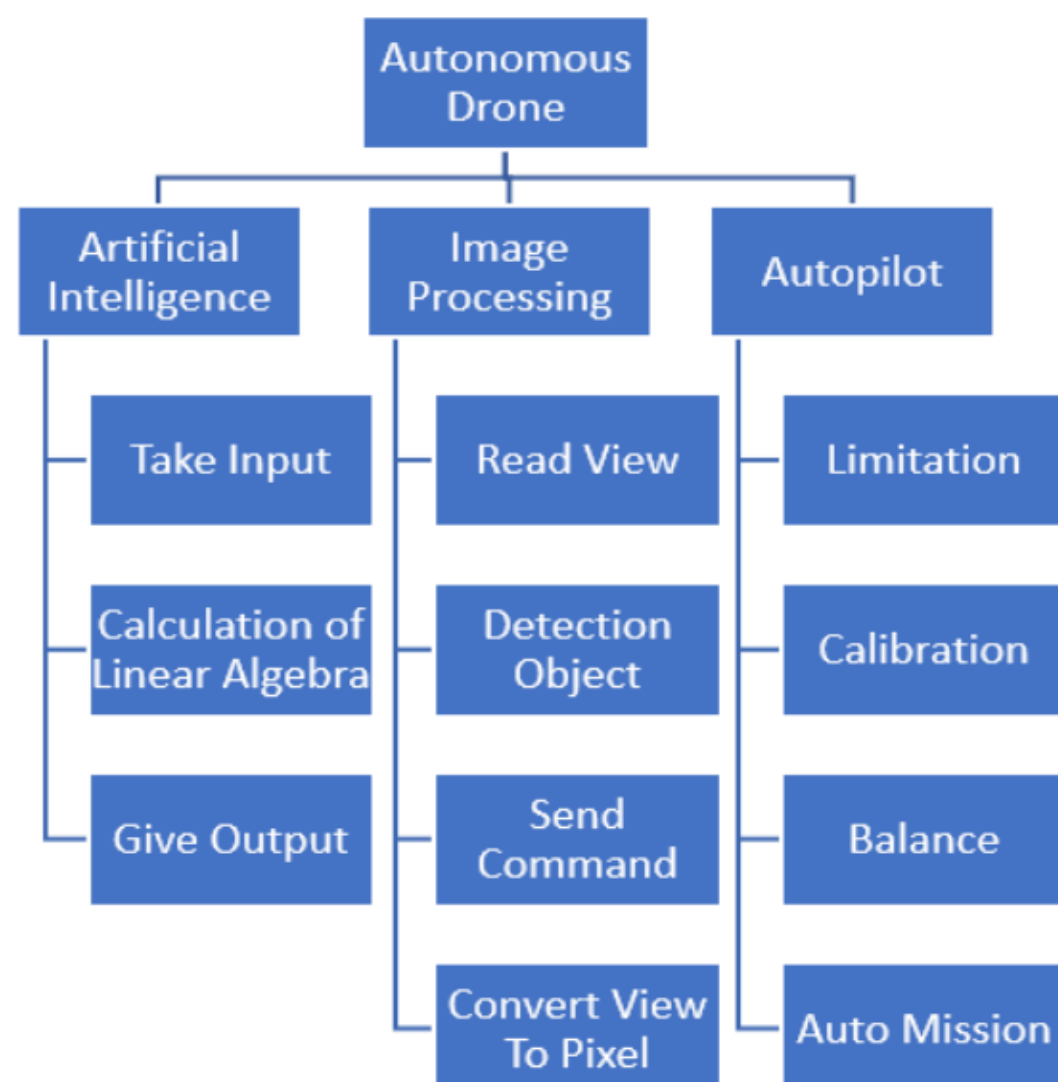 Autonomous
Drone
Artificial
Intelligence
Image
Processing
Autopilot
Take Input
Read View
Limitation
Calculation of
Linear Algebra
Detection
Object
Calibration
Give Output
Send
Command
Balance
Convert View
To Pixel
Auto Mission